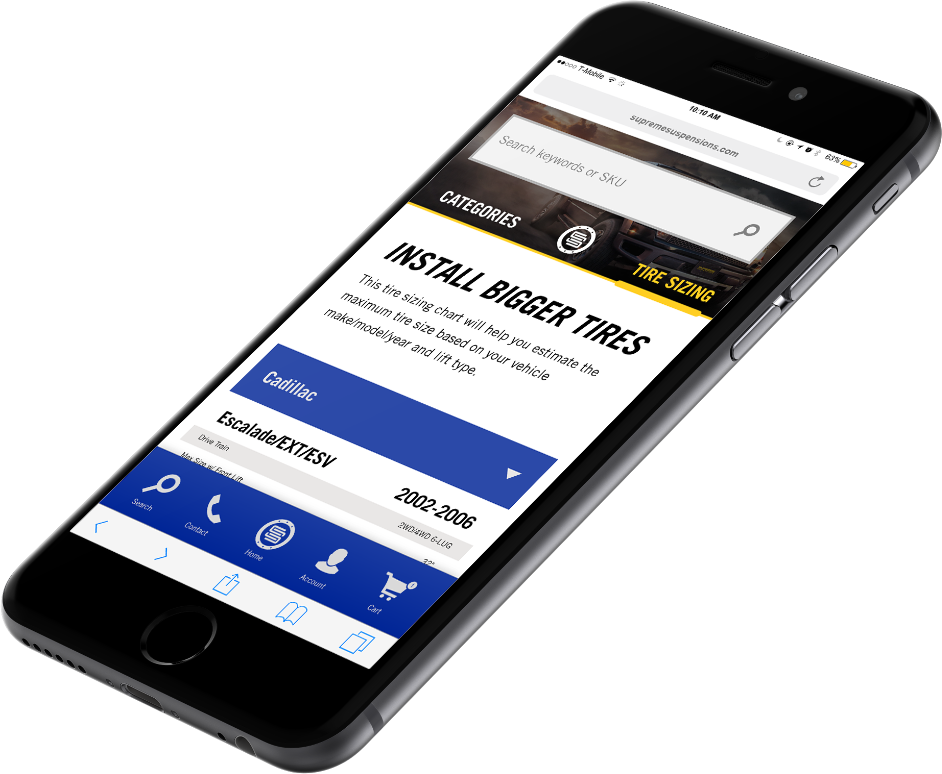 T-Mobile 10:10 AM 63%
supremesuspensions.com
Search keywords or SKU
CATEGORIES TIRE SIZING
INSTALL BIGGER TIRES
This tire sizing chart will help you estimate the
maximum tire size based on your vehicle
make/model/year and lift type.
Cadillac
Escalade/EXT/ESV 2002-2006
Drive Train 2WD/4WD 6-LUG
Max Size w/ Front Lift
Search Contact Home Account Cart